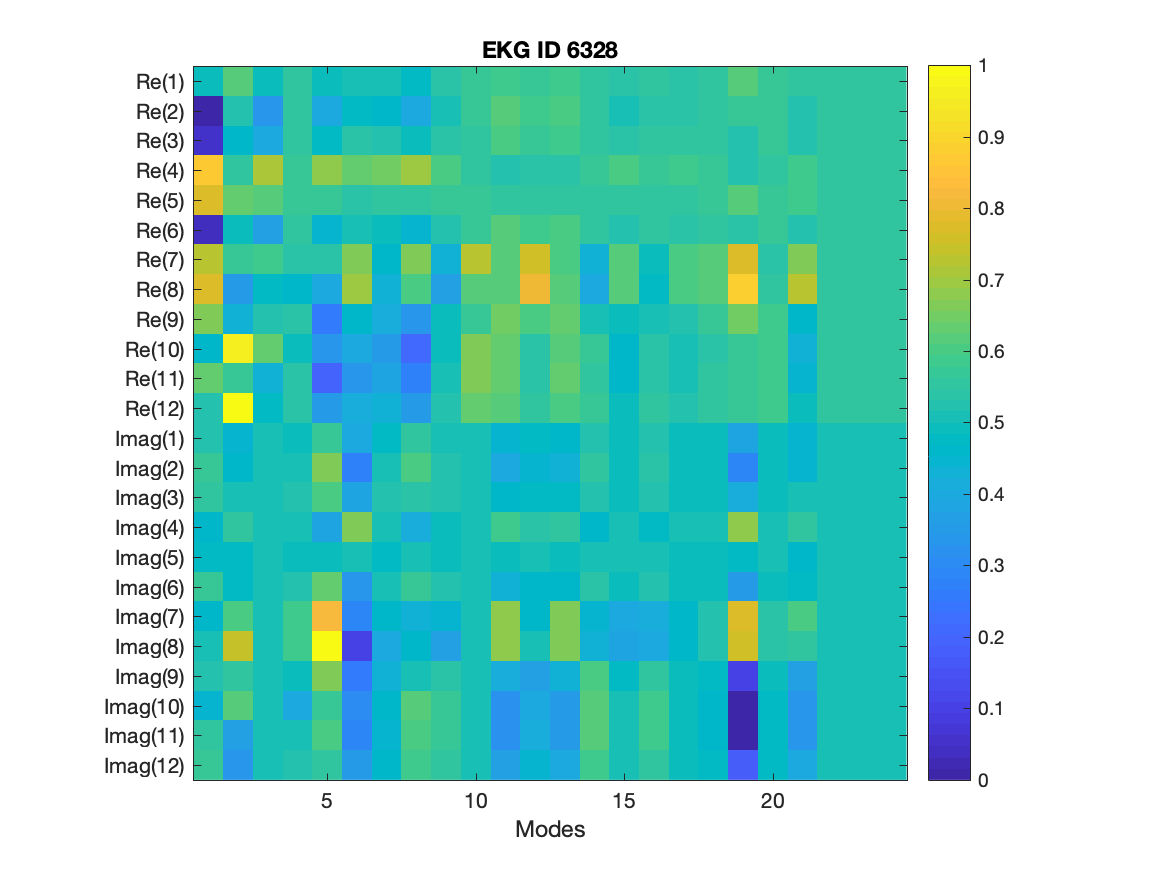 EKG ID 6328
Re(1)
Re(2)
Re(3)
Re(4)
Re(5)
Re(6)
Re(7)
Re(8)
Re(9)
Re(10)
Re(11)
Re(12)
Imag(1)
Imag(2)
Imag(3)
Imag(4)
Imag(5)
Imag(6)
Imag(7)
Imag(8)
Imag(9)
Imag(10)
Imag(11)
Imag(12)
5 10 15 20
Modes
1
0.9
0.8
0.7
0.6
0.5
0.4
0.3
0.2
0.1
0